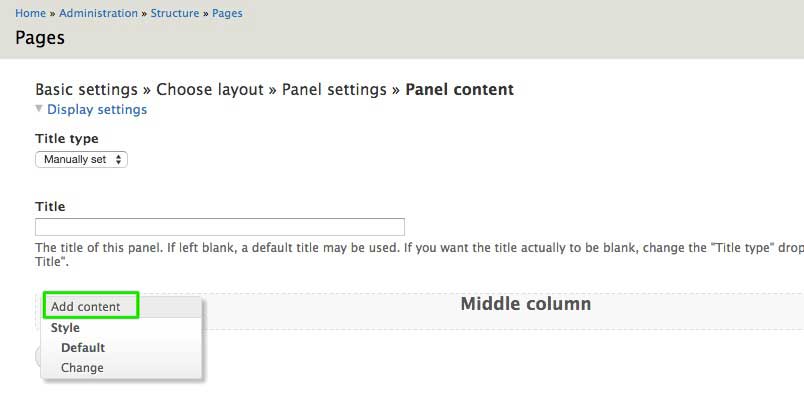 Home » Administration » Structure » Pages
Pages
Basic settings » Choose layout » Panel settings » Panel content
Display settings
Title type
Manually set
Title
The title of this panel. If left blank, a default title may be used. If you want the title actually to be blank, change the "Title type" drop
Title".
Add content
Middle column
Style
Default
Change